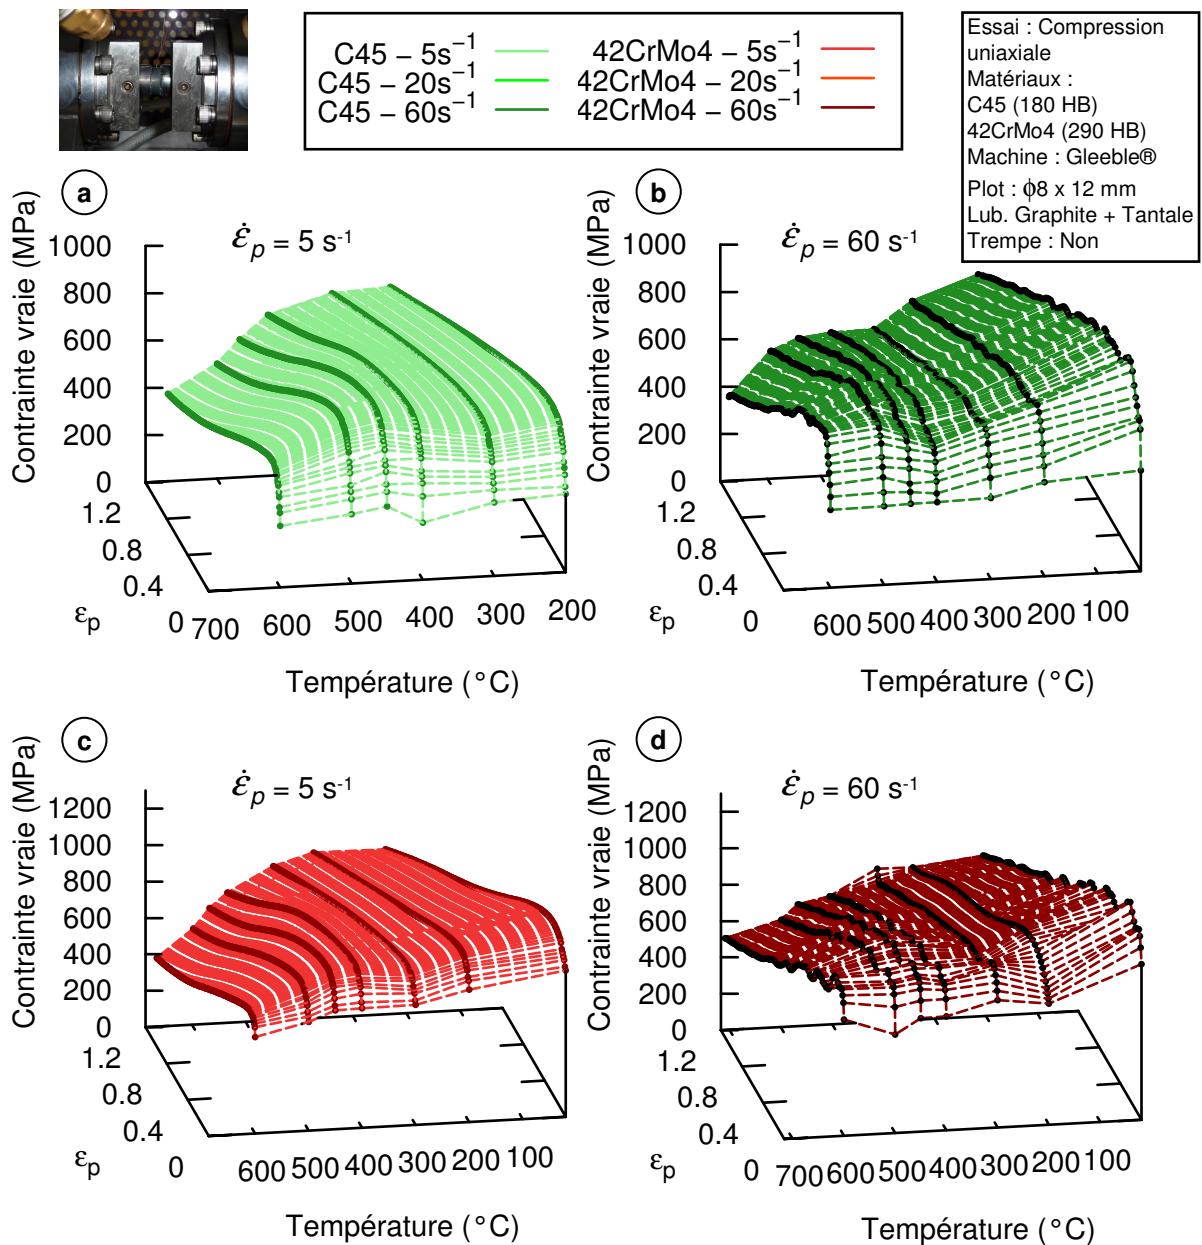 C45 – 5s⁻¹
C45 – 20s⁻¹
C45 – 60s⁻¹
42CrMo4 – 5s⁻¹
42CrMo4 – 20s⁻¹
42CrMo4 – 60s⁻¹
Essai : Compression
uniaxiale
Matériaux :
C45 (180 HB)
42CrMo4 (290 HB)
Machine : Gleeble®
Plot : ϕ8 x 12 mm
Lub. Graphite + Tantale
Trempe : Non
a
ε̇p = 5 s⁻¹
Contrainte vraie (MPa)
1000
800
600
400
200
0
1.2
0.8
0.4
0
εp
700 600 500 400 300 200
Température (°C)
b
ε̇p = 60 s⁻¹
Contrainte vraie (MPa)
1000
800
600
400
200
0
1.2
0.8
0.4
0
εp
600 500 400 300 200 100
Température (°C)
c
ε̇p = 5 s⁻¹
Contrainte vraie (MPa)
1200
1000
800
600
400
200
0
1.2
0.8
0.4
0
εp
600 500 400 300 200 100
Température (°C)
d
ε̇p = 60 s⁻¹
Contrainte vraie (MPa)
1200
1000
800
600
400
200
0
1.2
0.8
0.4
0
εp
700 600 500 400 300 200 100
Température (°C)